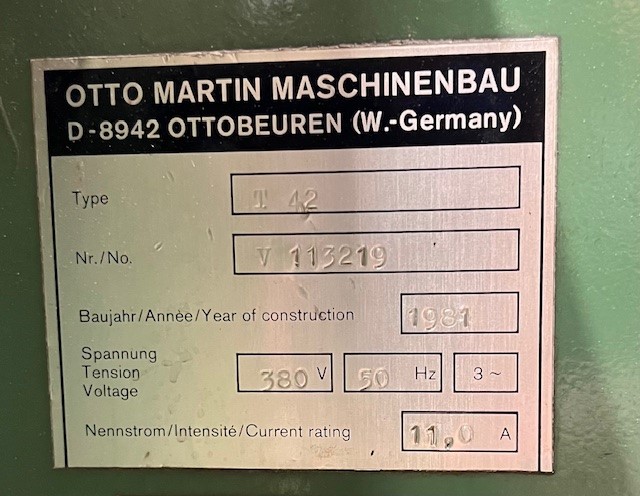 OTTO MARTIN MASCHINENBAU
D-8942 OTTOBEUREN (W.-Germany)
Type T 42
Nr./No. V 113219
Baujahr/Année/Year of construction 1981
Spannung
Tension 380 V 50 Hz 3~
Voltage
Nennstrom/Intensité/Current rating 11,0 A